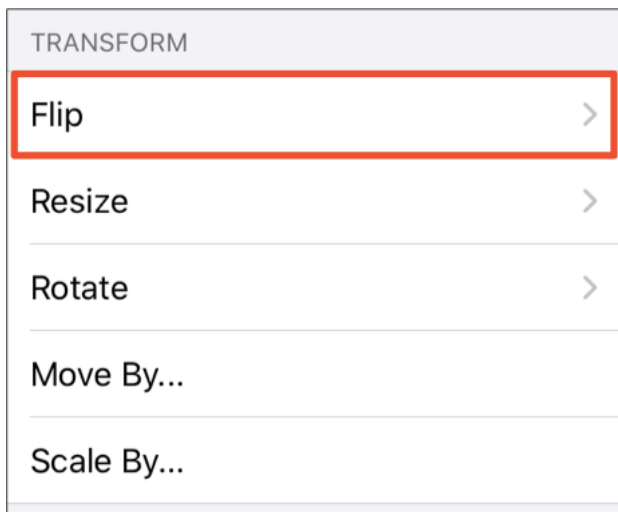 TRANSFORM
Flip
Resize
Rotate
Move By...
Scale By...